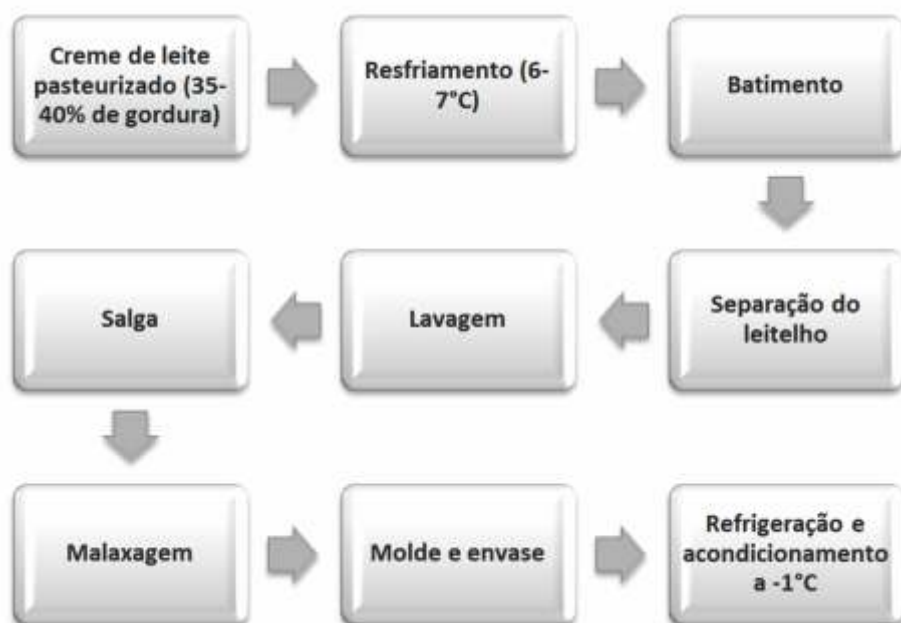 Creme de leite
pasteurizado (35-
40% de gordura)
Resfriamento (6-
7°C)
Batimento
Separação do
leitelho
Lavagem
Salga
Malaxagem
Molde e envase
Refrigeração e
acondicionamento
a -1°C